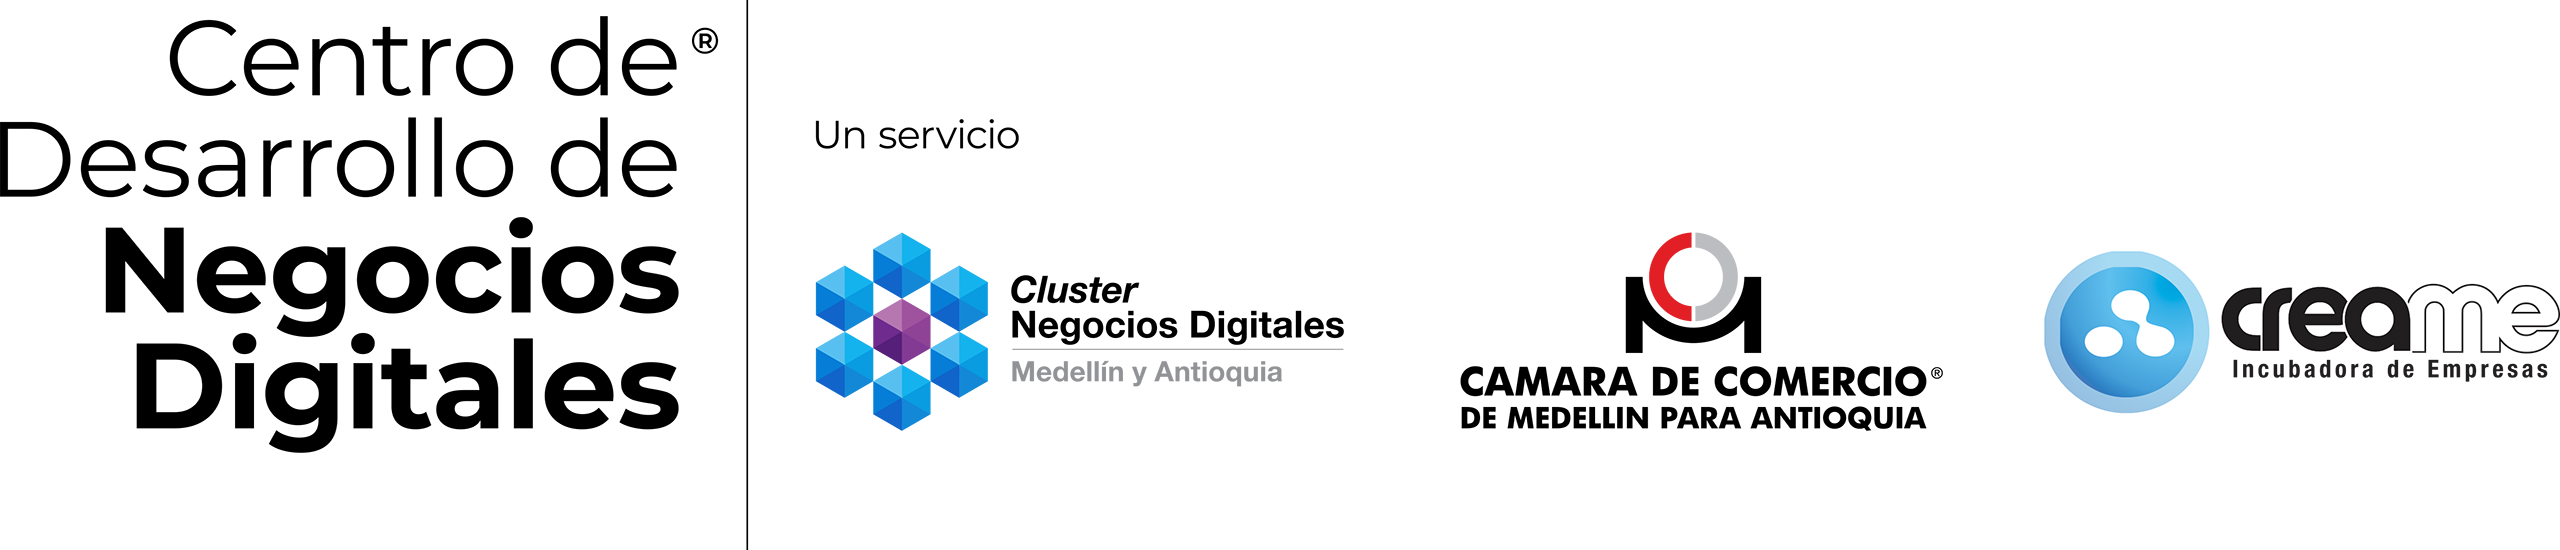 Centro de®
Desarrollo de
Negocios
Digitales
Un servicio
Cluster
Negocios Digitales
Medellín y Antioquia
CAMARA DE COMERCIO®
DE MEDELLIN PARA ANTIOQUIA
creame
Incubadora de Empresas